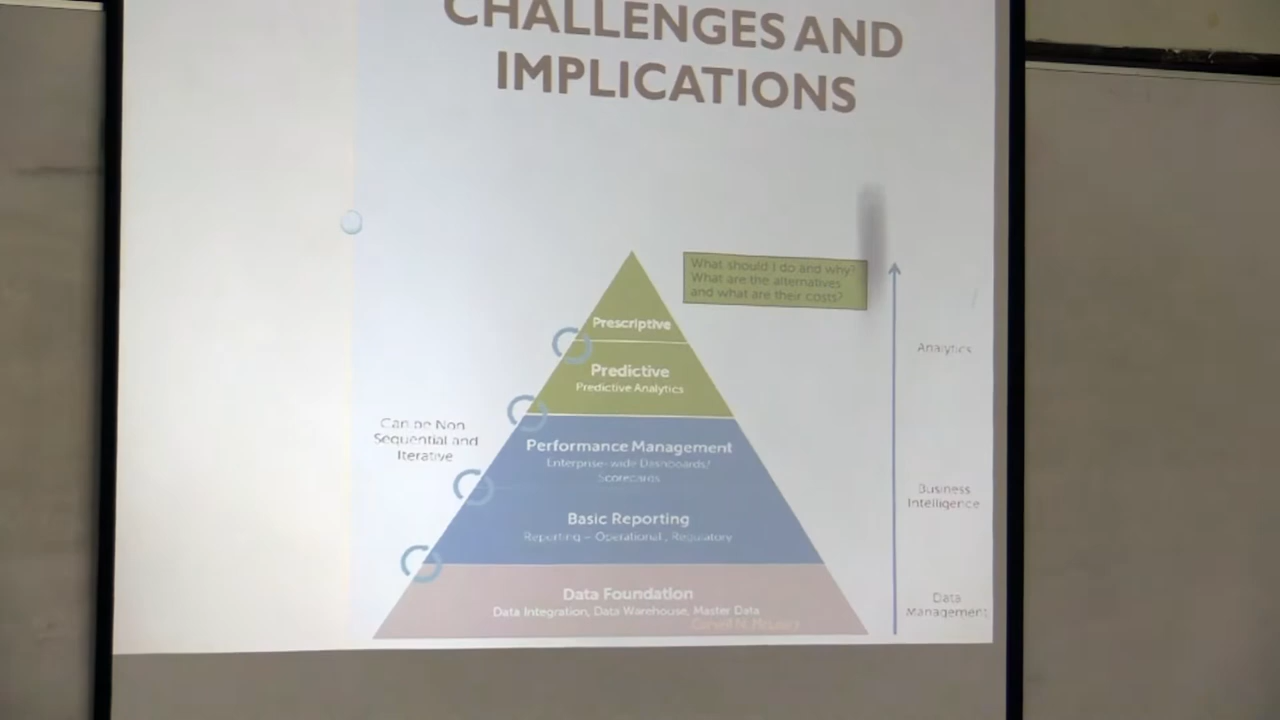 CHALLENGES AND
IMPLICATIONS
What should I do and why?
What are the alternatives
and what are their costs?
Prescriptive
Analytics
Predictive
Predictive Analytics
Can be Non
Sequential and
Iterative
Performance Management
Enterprise-wide Dashboards/
Scorecards
Business
Intelligence
Basic Reporting
Reporting – Operational , Regulatory
Data Foundation
Data Integration, Data Warehouse, Master Data
Data
Management